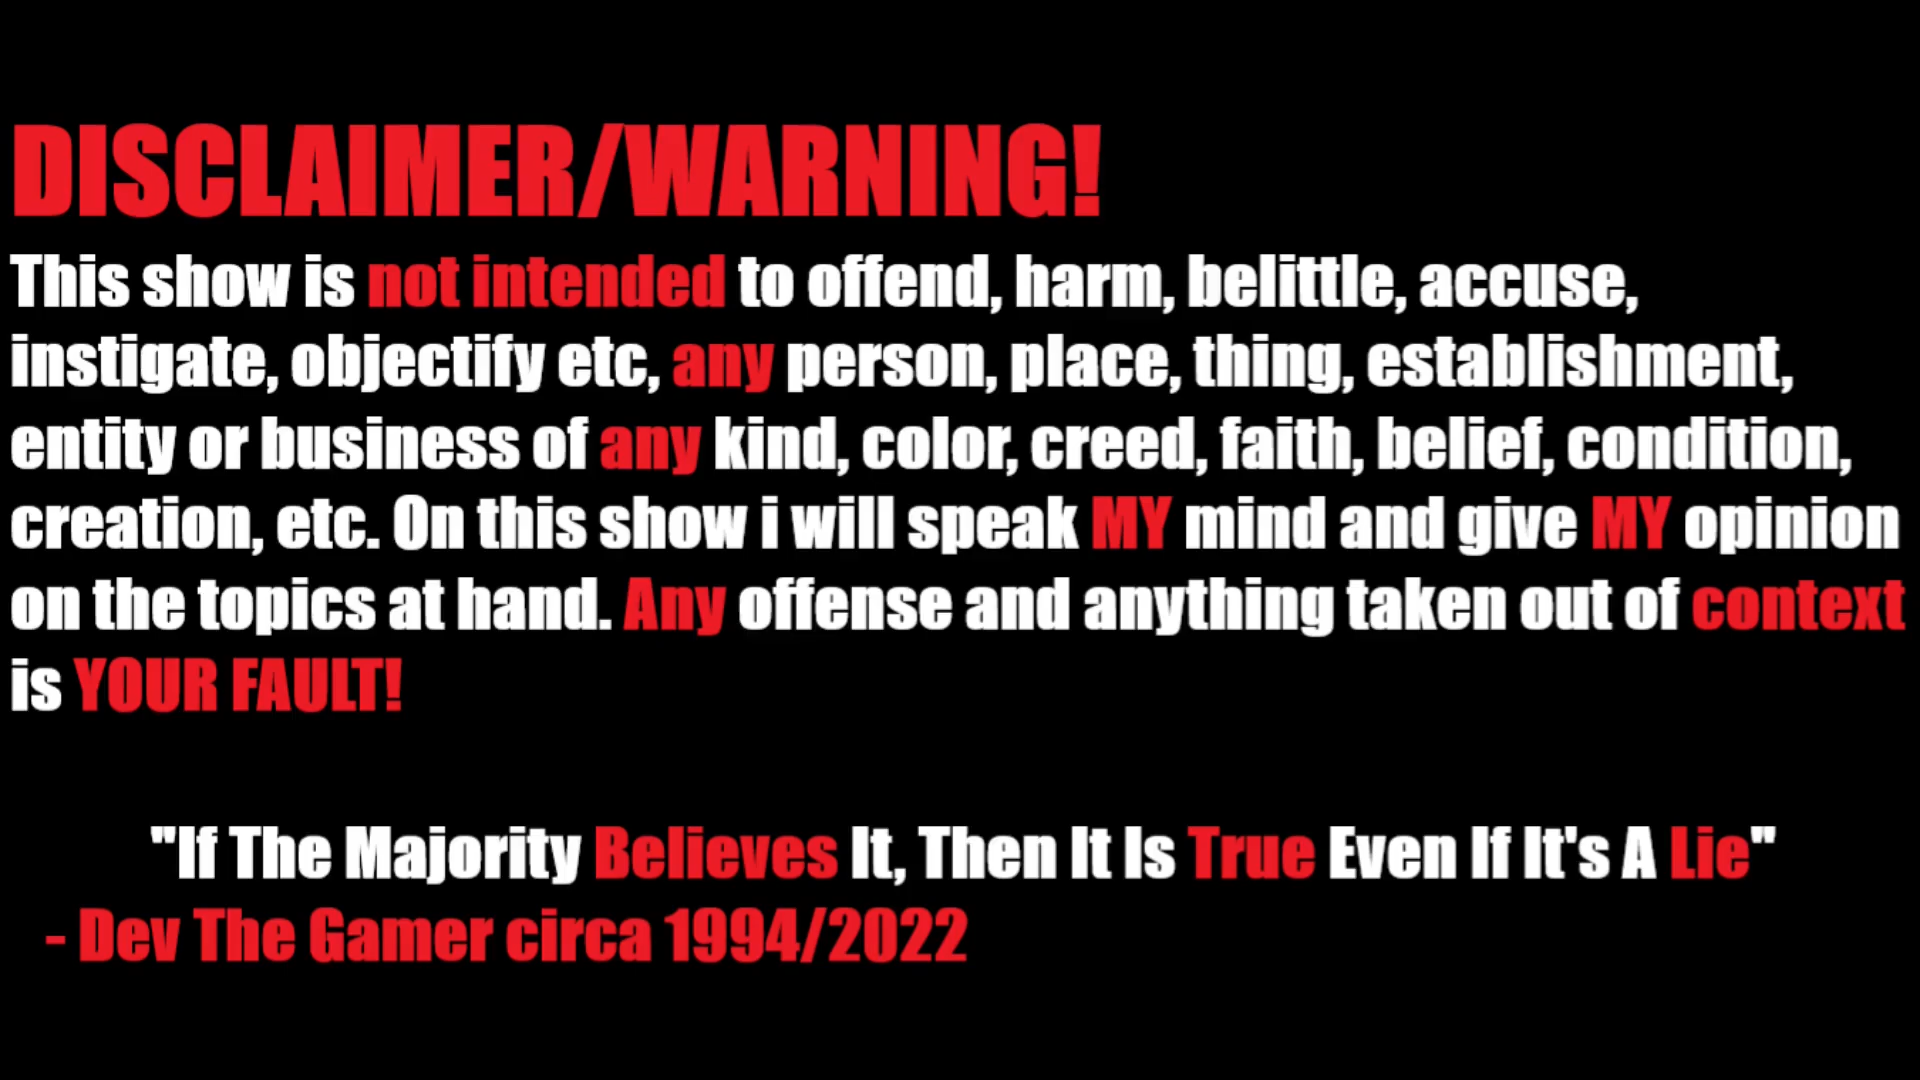 DISCLAIMER/WARNING!
This show is not intended to offend, harm, belittle, accuse,
instigate, objectify etc, any person, place, thing, establishment,
entity or business of any kind, color, creed, faith, belief, condition,
creation, etc. On this show i will speak MY mind and give MY opinion
on the topics at hand. Any offense and anything taken out of context
is YOUR FAULT!
"If The Majority Believes It, Then It Is True Even If It's A Lie"
- Dev The Gamer circa 1994/2022